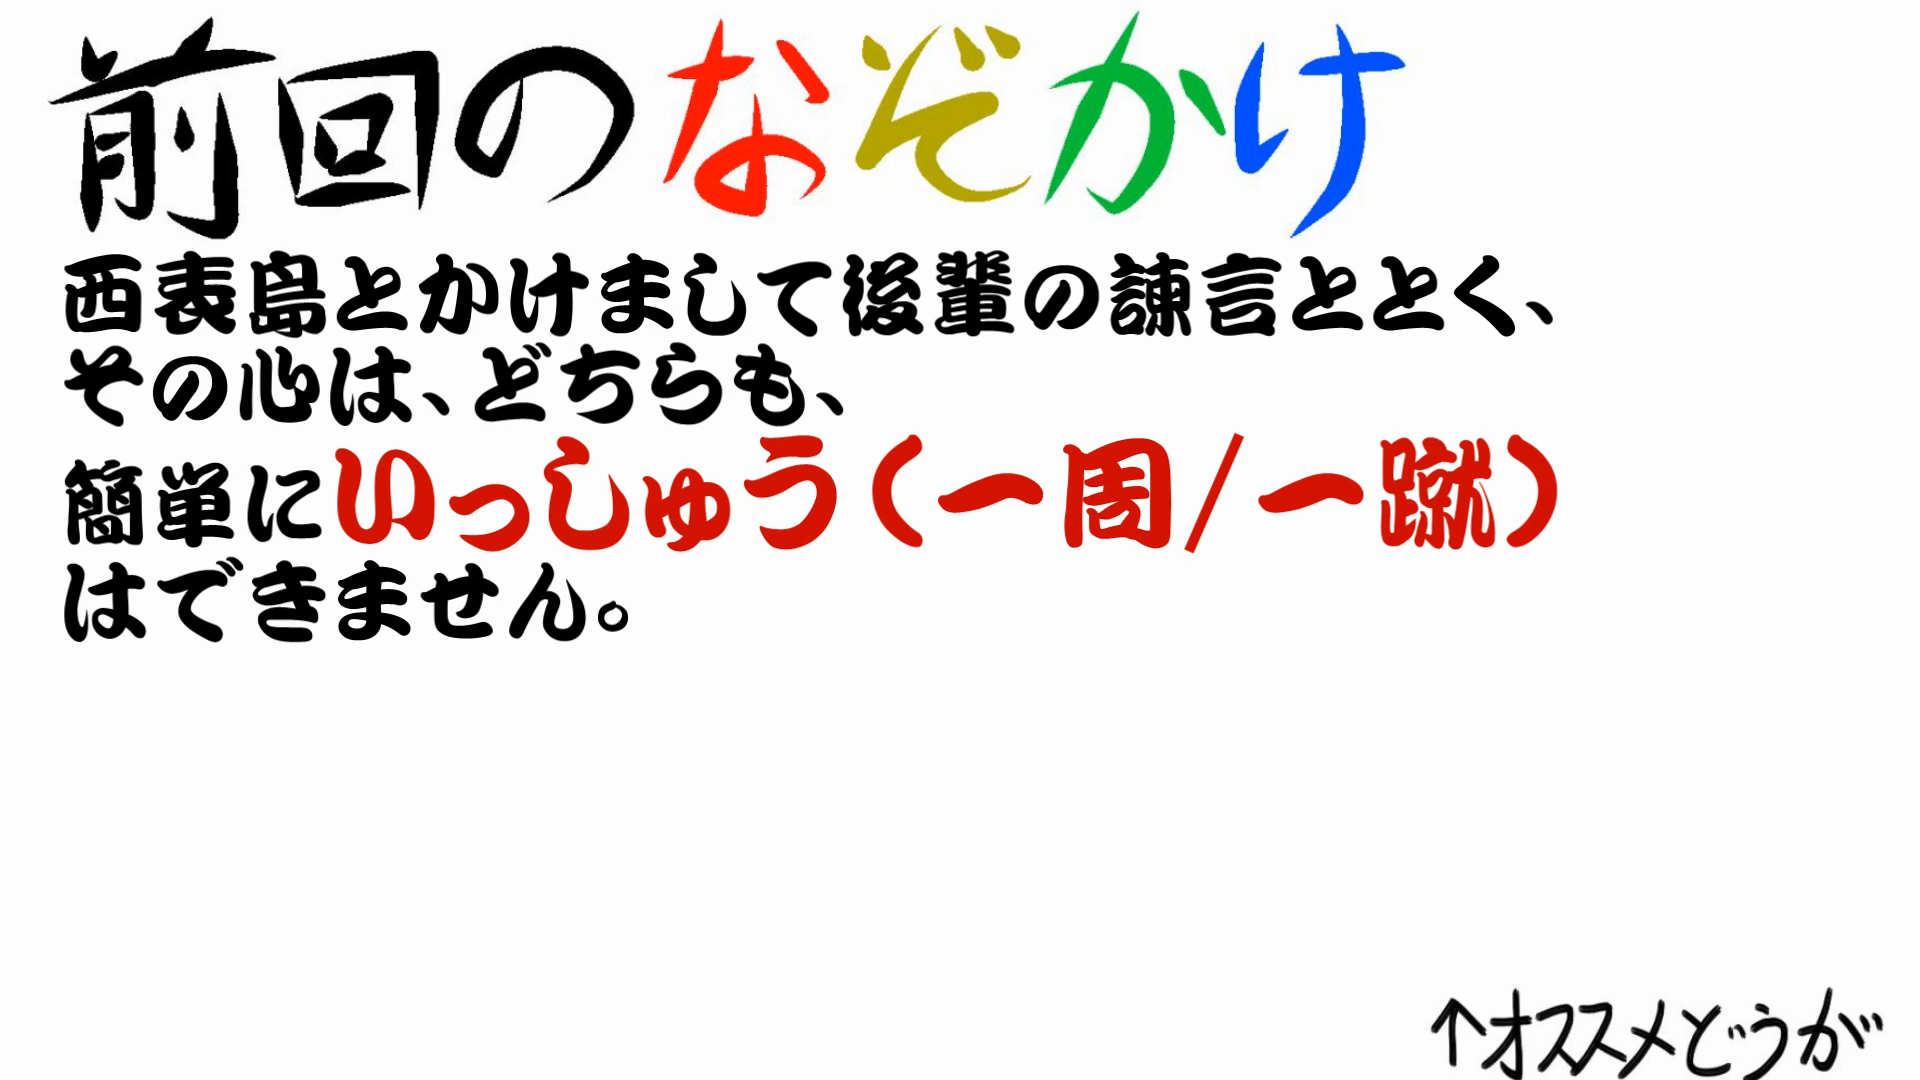 前回のなぞかけ
西表島とかけまして後輩の諫言ととく、
その心は、どちらも、
簡単にいっしゅう(一周/一蹴)
はできません。
↑オススメどうが